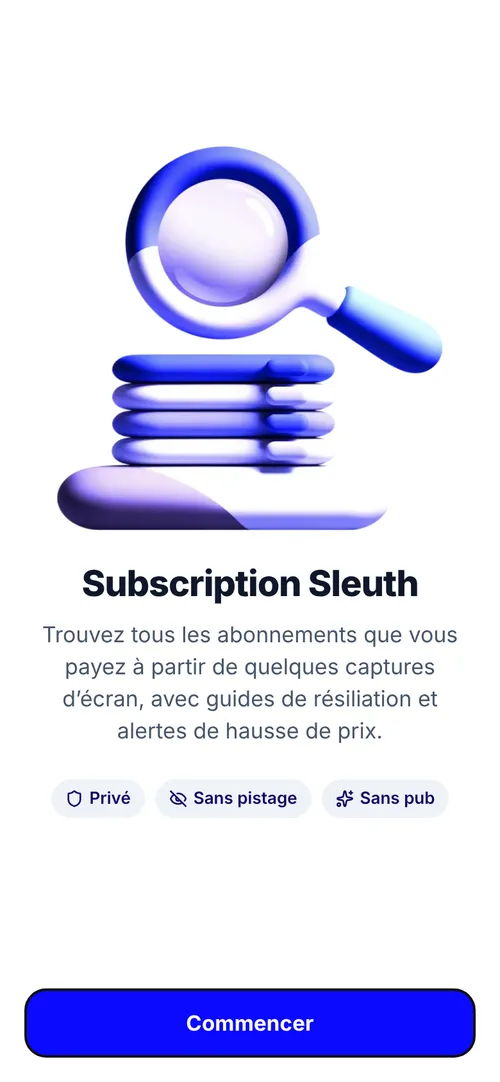 Subscription Sleuth
Trouvez tous les abonnements que vous
payez à partir de quelques captures
d’écran, avec guides de résiliation et
alertes de hausse de prix.
Privé
Sans pistage
Sans pub
Commencer